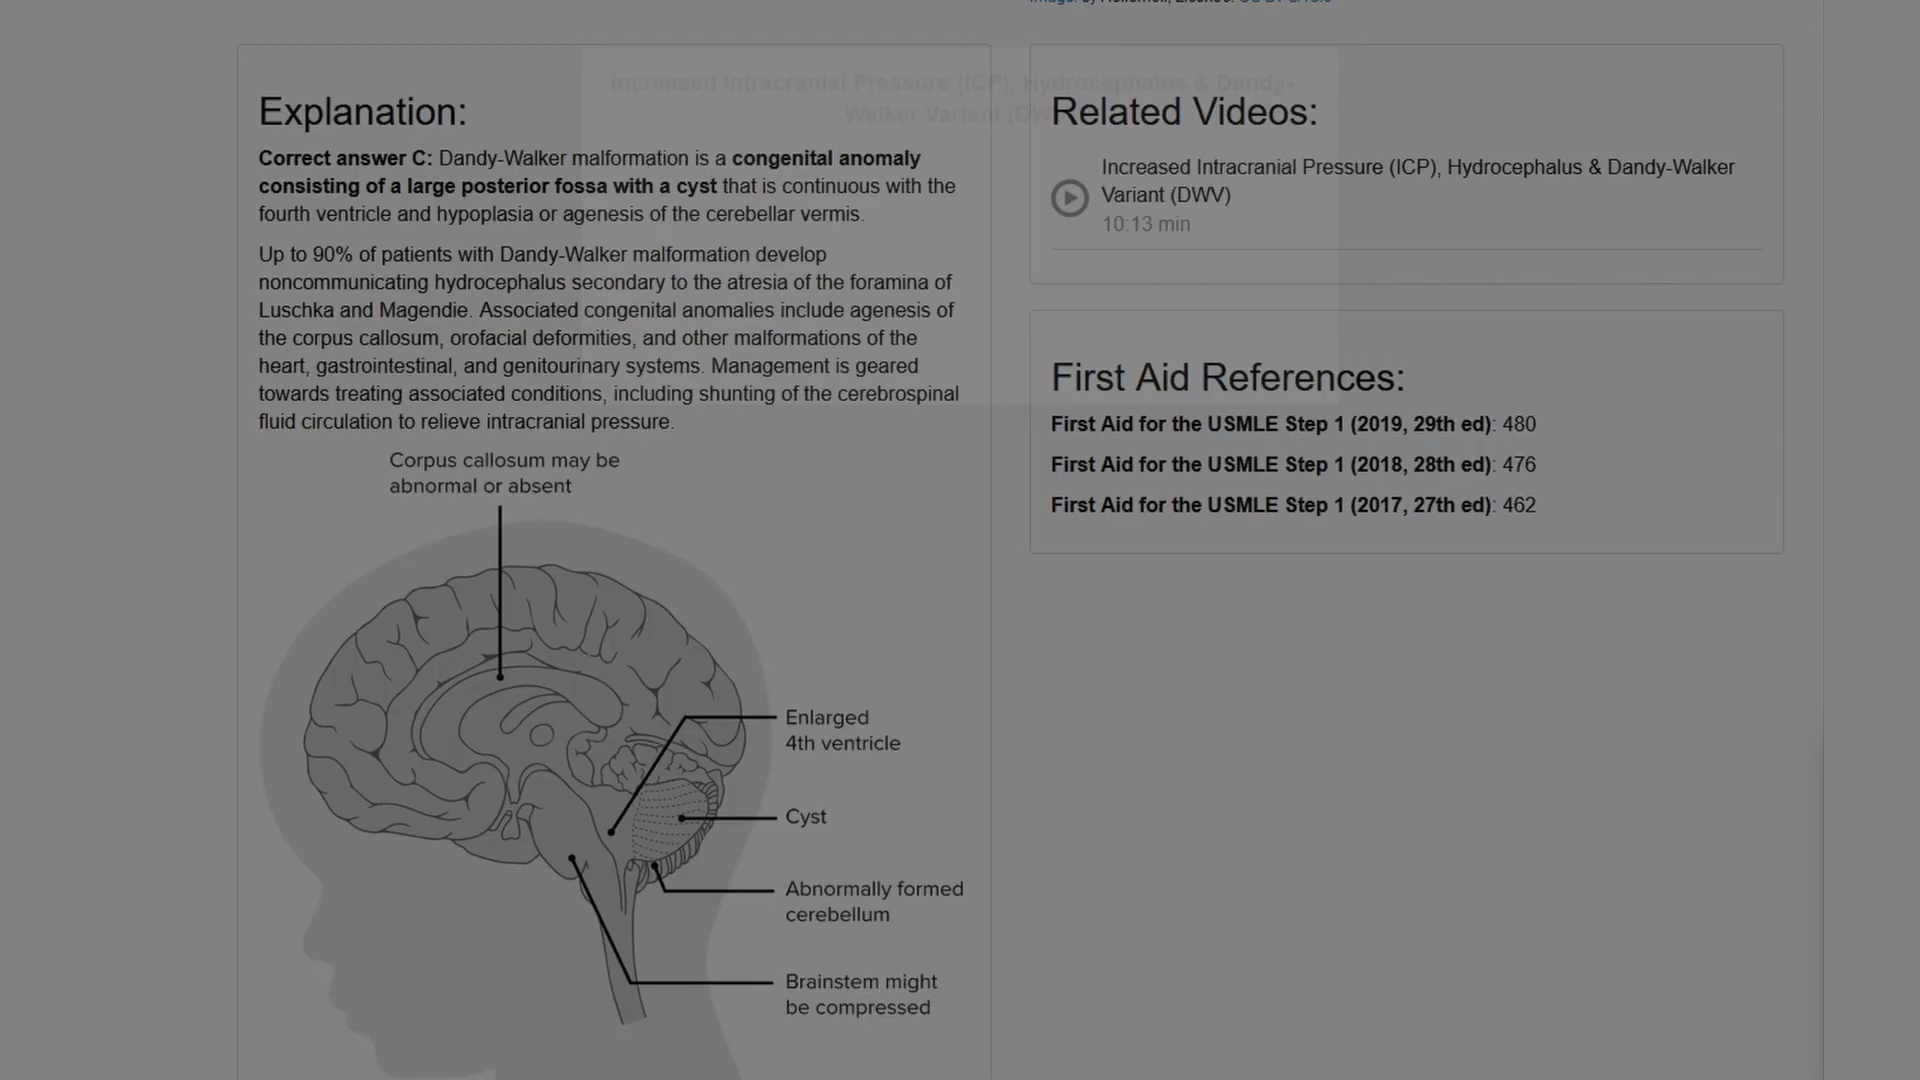 Explanation:
Correct answer C: Dandy-Walker malformation is a congenital anomaly
consisting of a large posterior fossa with a cyst that is continuous with the
fourth ventricle and hypoplasia or agenesis of the cerebellar vermis.
Up to 90% of patients with Dandy-Walker malformation develop
noncommunicating hydrocephalus secondary to the atresia of the foramina of
Luschka and Magendie. Associated congenital anomalies include agenesis of
the corpus callosum, orofacial deformities, and other malformations of the
heart, gastrointestinal, and genitourinary systems. Management is geared
towards treating associated conditions, including shunting of the cerebrospinal
fluid circulation to relieve intracranial pressure.
Corpus callosum may be
abnormal or absent
Enlarged
4th ventricle
Cyst
Abnormally formed
cerebellum
Brainstem might
be compressed
Increased Intracranial Pressure (ICP), Hydrocephalus & Dandy-
Walker Variant
Related Videos:
Increased Intracranial Pressure (ICP), Hydrocephalus & Dandy-Walker
Variant (DWV)
10:13 min
First Aid References:
First Aid for the USMLE Step 1 (2019, 29th ed): 480
First Aid for the USMLE Step 1 (2018, 28th ed): 476
First Aid for the USMLE Step 1 (2017, 27th ed): 462